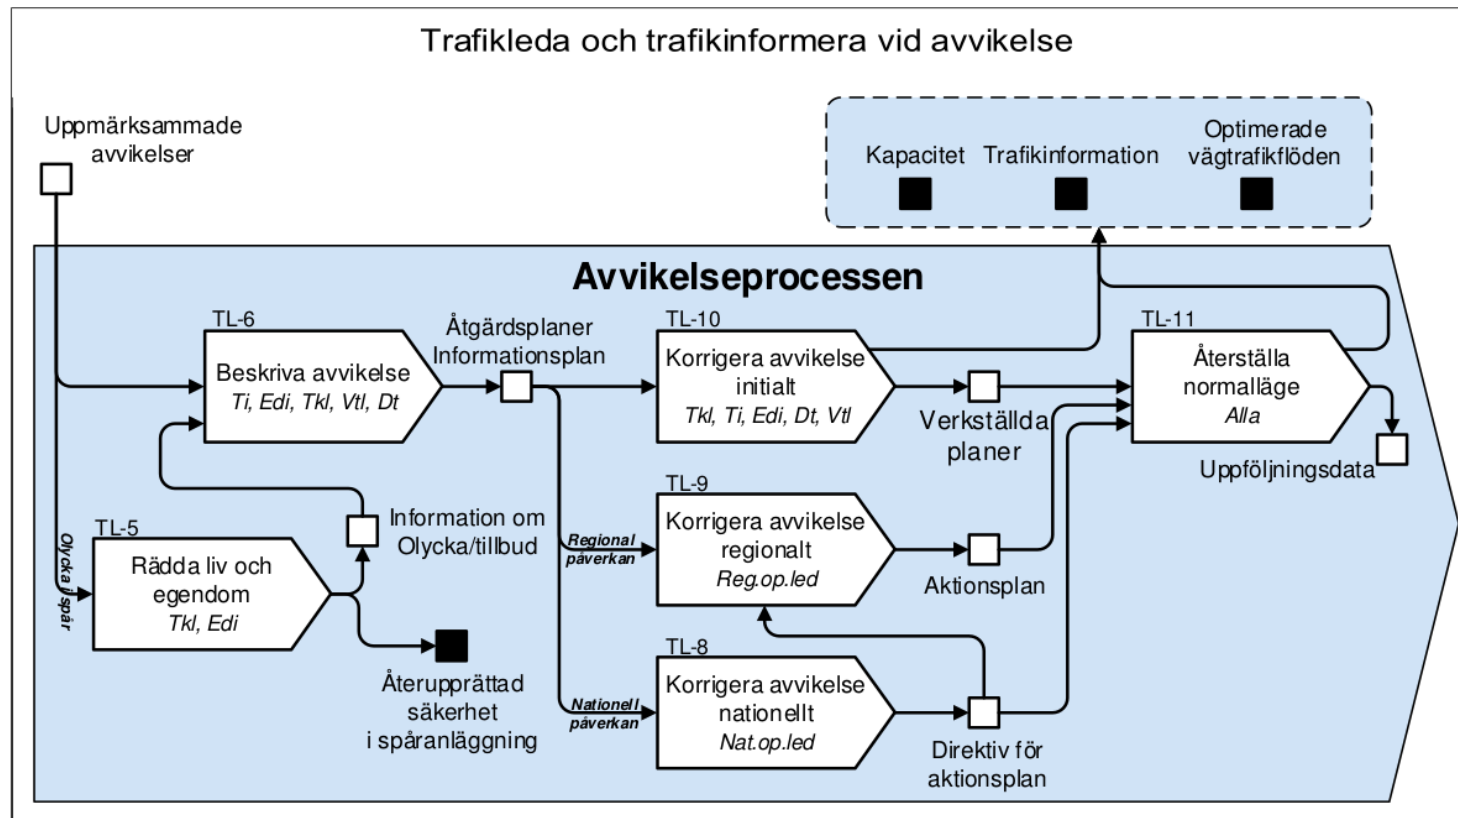 Trafikleda och trafikinformera vid avvikelse
Uppmärksammade
avvikelser
Kapacitet
Trafikinformation
Optimerade
vägtrafikflöden
Avvikelseprocessen
TL-6
Beskriva avvikelse
Ti, Edi, Tkl, Vtl, Dt
Åtgärdsplaner
Informationsplan
TL-10
Korrigera avvikelse
initialt
Tkl, Ti, Edi, Dt, Vtl
Verkställda
planer
TL-11
Återställa
normalläge
Alla
Uppföljningsdata
Olycka i spår
TL-5
Rädda liv och
egendom
Tkl, Edi
Information om
Olycka/tillbud
Återupprättad
säkerhet
i spåranläggning
Regional
påverkan
TL-9
Korrigera avvikelse
regionalt
Reg.op.led
Aktionsplan
Nationell
påverkan
TL-8
Korrigera avvikelse
nationellt
Nat.op.led
Direktiv för
aktionsplan